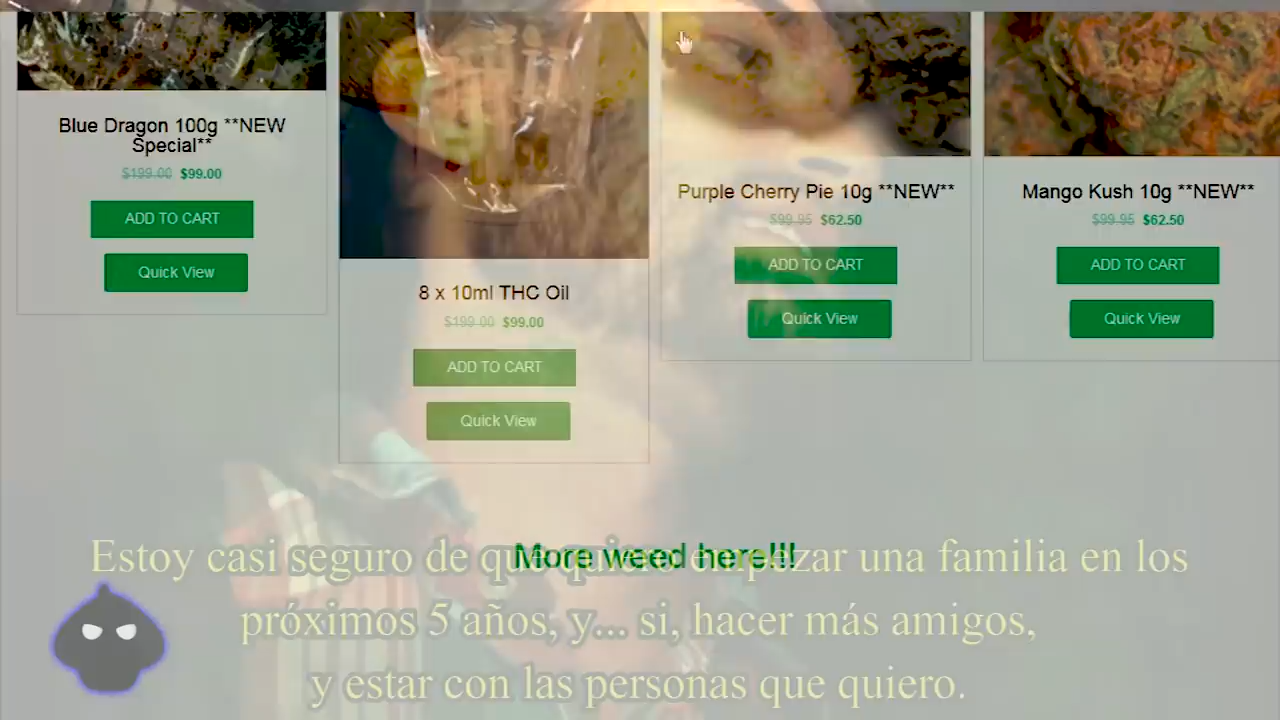 Blue Dragon 100g **NEW
Special**
$199.00 $99.00
ADD TO CART
Quick View
8 x 10ml THC Oil
$199.00 $99.00
ADD TO CART
Quick View
Purple Cherry Pie 10g **NEW**
$99.95 $62.50
ADD TO CART
Quick View
Mango Kush 10g **NEW**
$99.95 $62.50
ADD TO CART
Quick View
More weed here!!!
Estoy casi seguro de que quiero empezar una familia en los
próximos 5 años, y... si, hacer más amigos,
y estar con las personas que quiero.